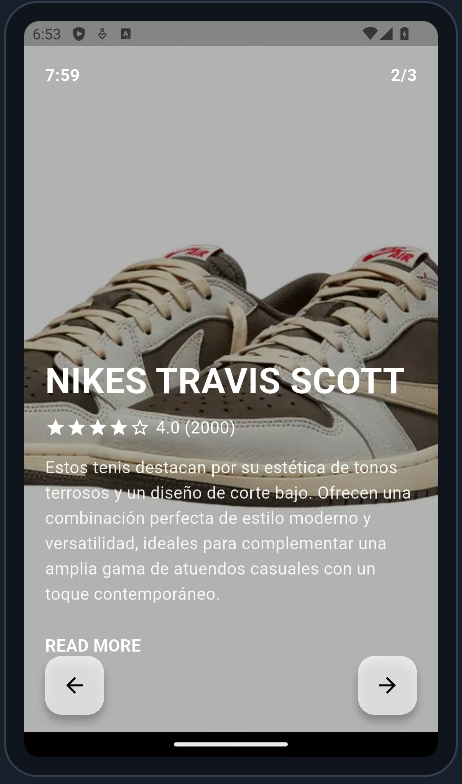 6:53
7:59
2/3
AIR
AIR
NIKES TRAVIS SCOTT
4.0 (2000)
Estos tenis destacan por su estética de tonos
terrosos y un diseño de corte bajo. Ofrecen una
combinación perfecta de estilo moderno y
versatilidad, ideales para complementar una
amplia gama de atuendos casuales con un
toque contemporáneo.
READ MORE